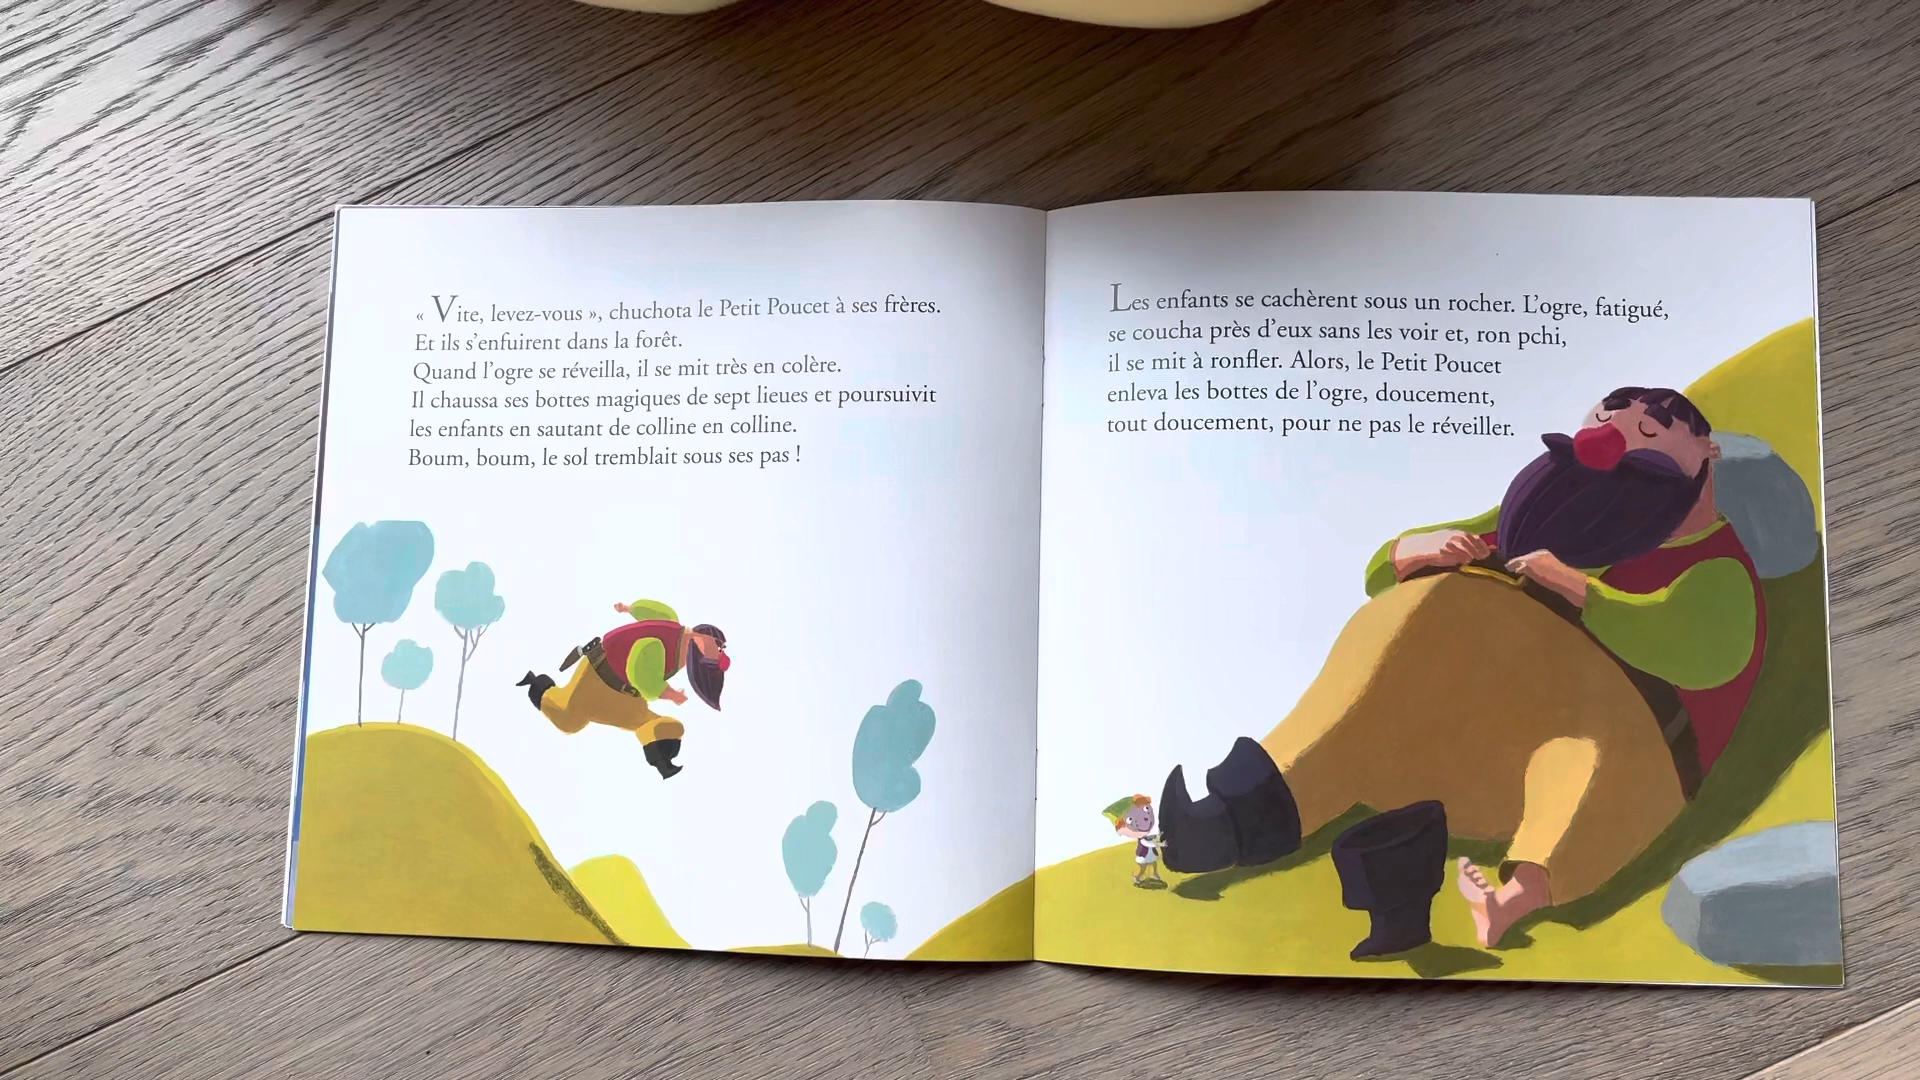 « Vite, levez-vous », chuchota le Petit Poucet à ses frères.
Et ils s’enfuirent dans la forêt.
Quand l’ogre se réveilla, il se mit très en colère.
Il chaussa ses bottes magiques de sept lieues et poursuivit
les enfants en sautant de colline en colline.
Boum, boum, le sol tremblait sous ses pas !
Les enfants se cachèrent sous un rocher. L’ogre, fatigué,
se coucha près d’eux sans les voir et, ron pchi,
il se mit à ronfler. Alors, le Petit Poucet
enleva les bottes de l’ogre, doucement,
tout doucement, pour ne pas le réveiller.